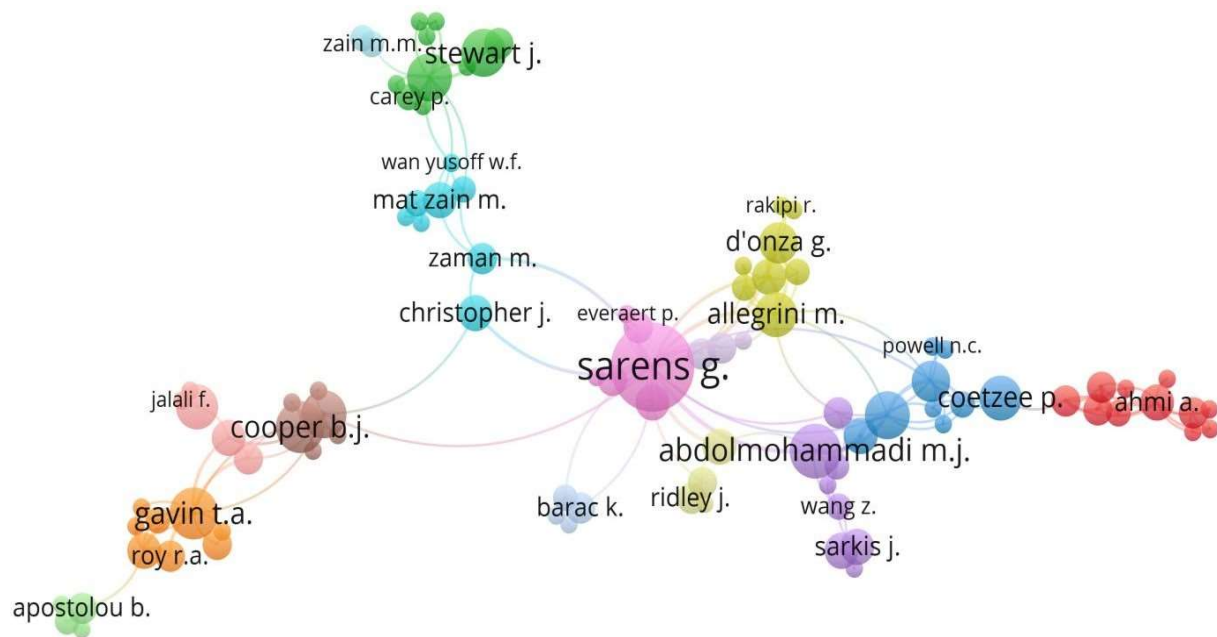 zain m.m.
stewart j.
carey p.
wan yusoff w.f.
mat zain m.
rakipi r.
d'onza g.
zaman m.
christopher j.
everaert p.
allegrini m.
powell n.c.
sarens g.
jalali f.
coetzee p.
ahmi a.
cooper b.j.
abdolmohammadi m.j.
ridley j.
barac k.
wang z.
gavin t.a.
sarkis j.
roy r.a.
apostolou b.